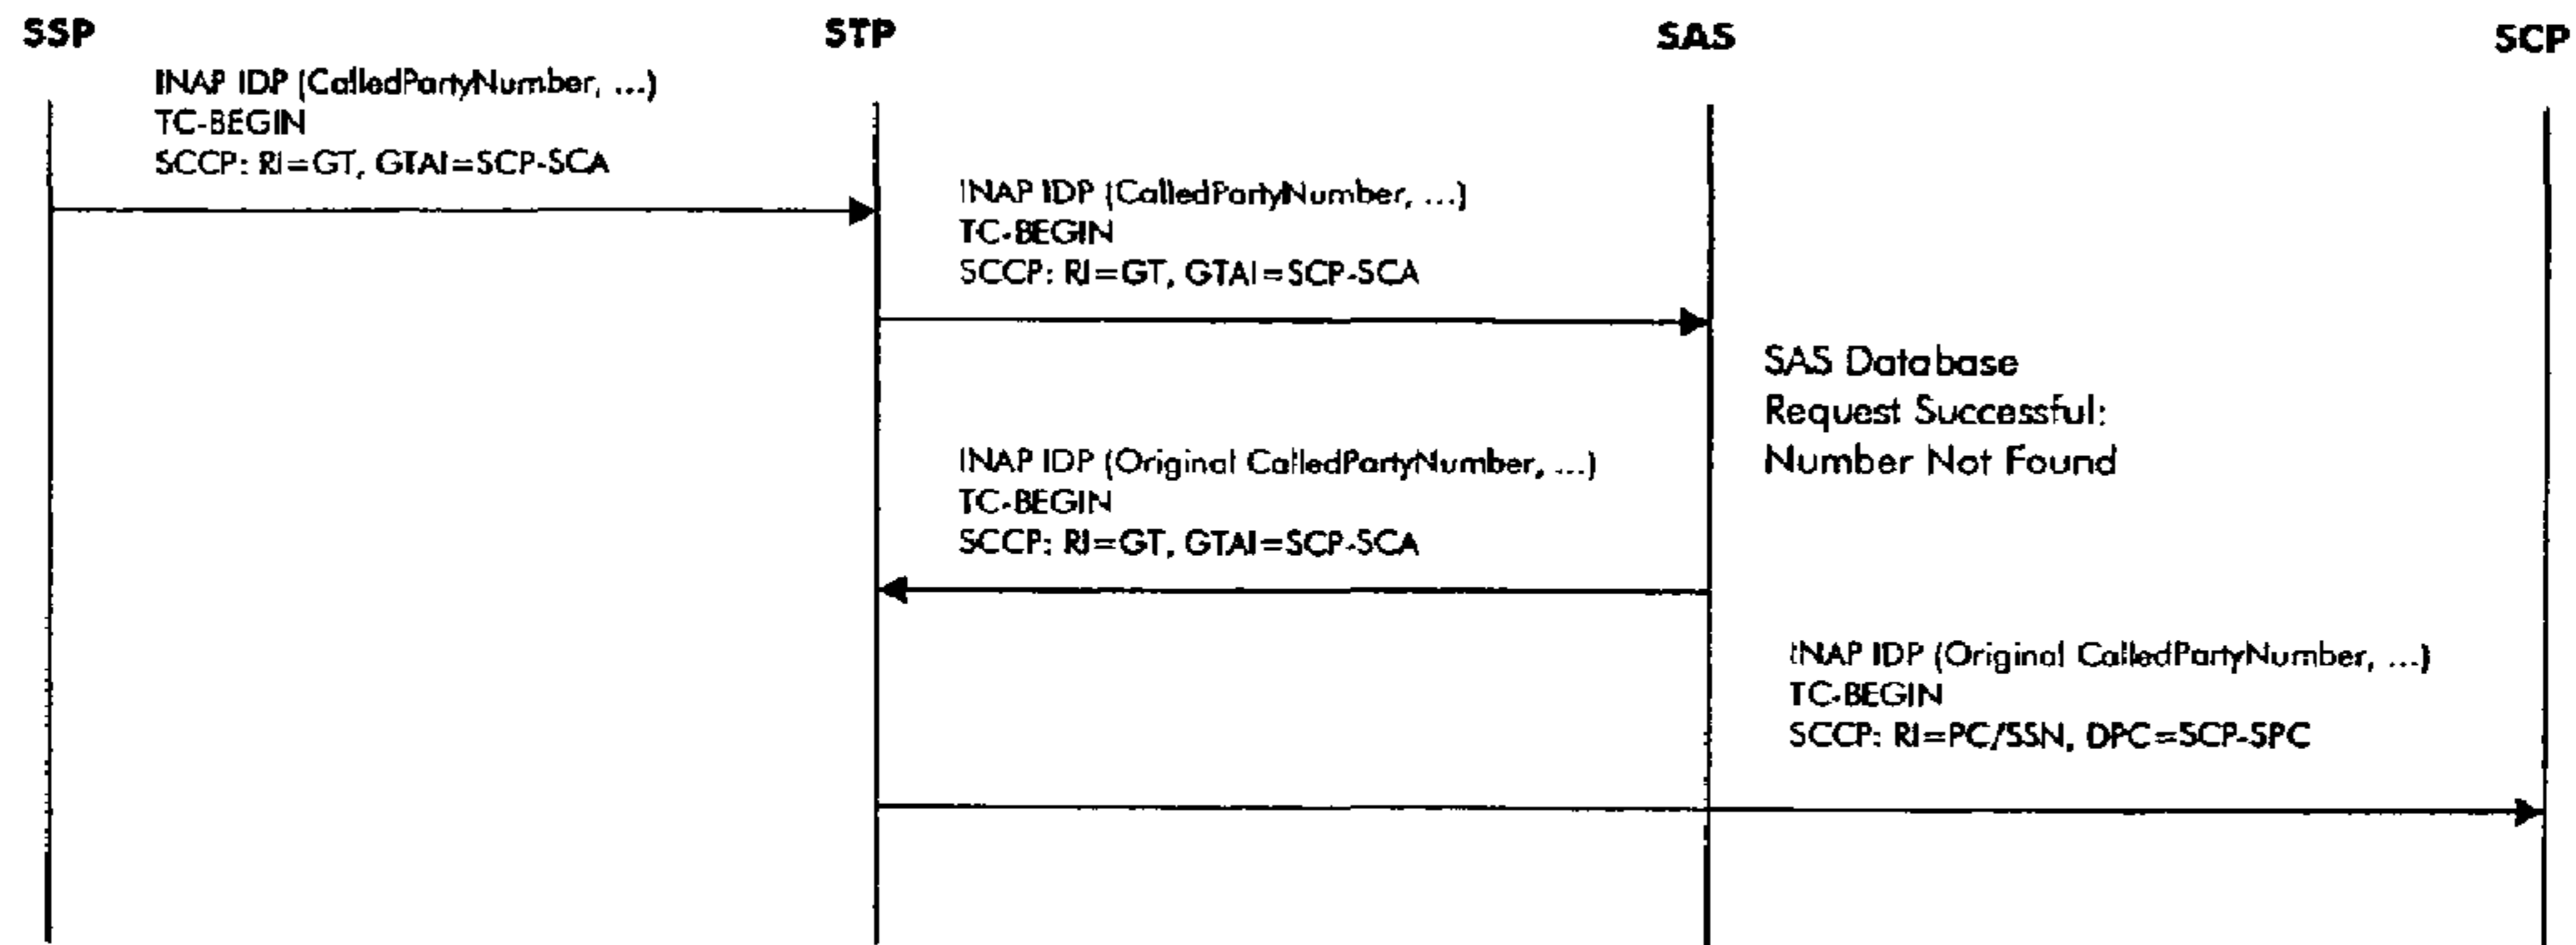 SSP
STP
SAS
SCP
INAP IDP (CalledPartyNumber, ...)
TC-BEGIN
SCCP: RI=GT, GTAI=SCP-SCA
INAP IDP (CalledPartyNumber, ...)
TC-BEGIN
SCCP: RI=GT, GTAI=SCP-SCA
SAS Database
Request Successful:
Number Not Found
INAP IDP (Original CalledPartyNumber, ...)
TC-BEGIN
SCCP: RI=GT, GTAI=SCP-SCA
INAP IDP (Original CalledPartyNumber, ...)
TC-BEGIN
SCCP: RI=PC/SSN, DPC=SCP-SPC